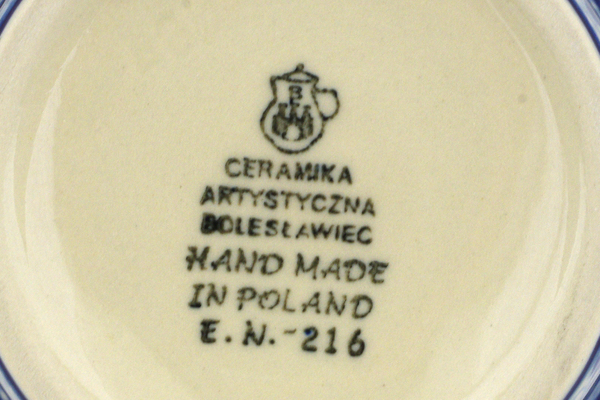 B
CERAMIKA
ARTYSTYCZNA
BOLESŁAWIEC
HAND MADE
IN POLAND
E.N.-216